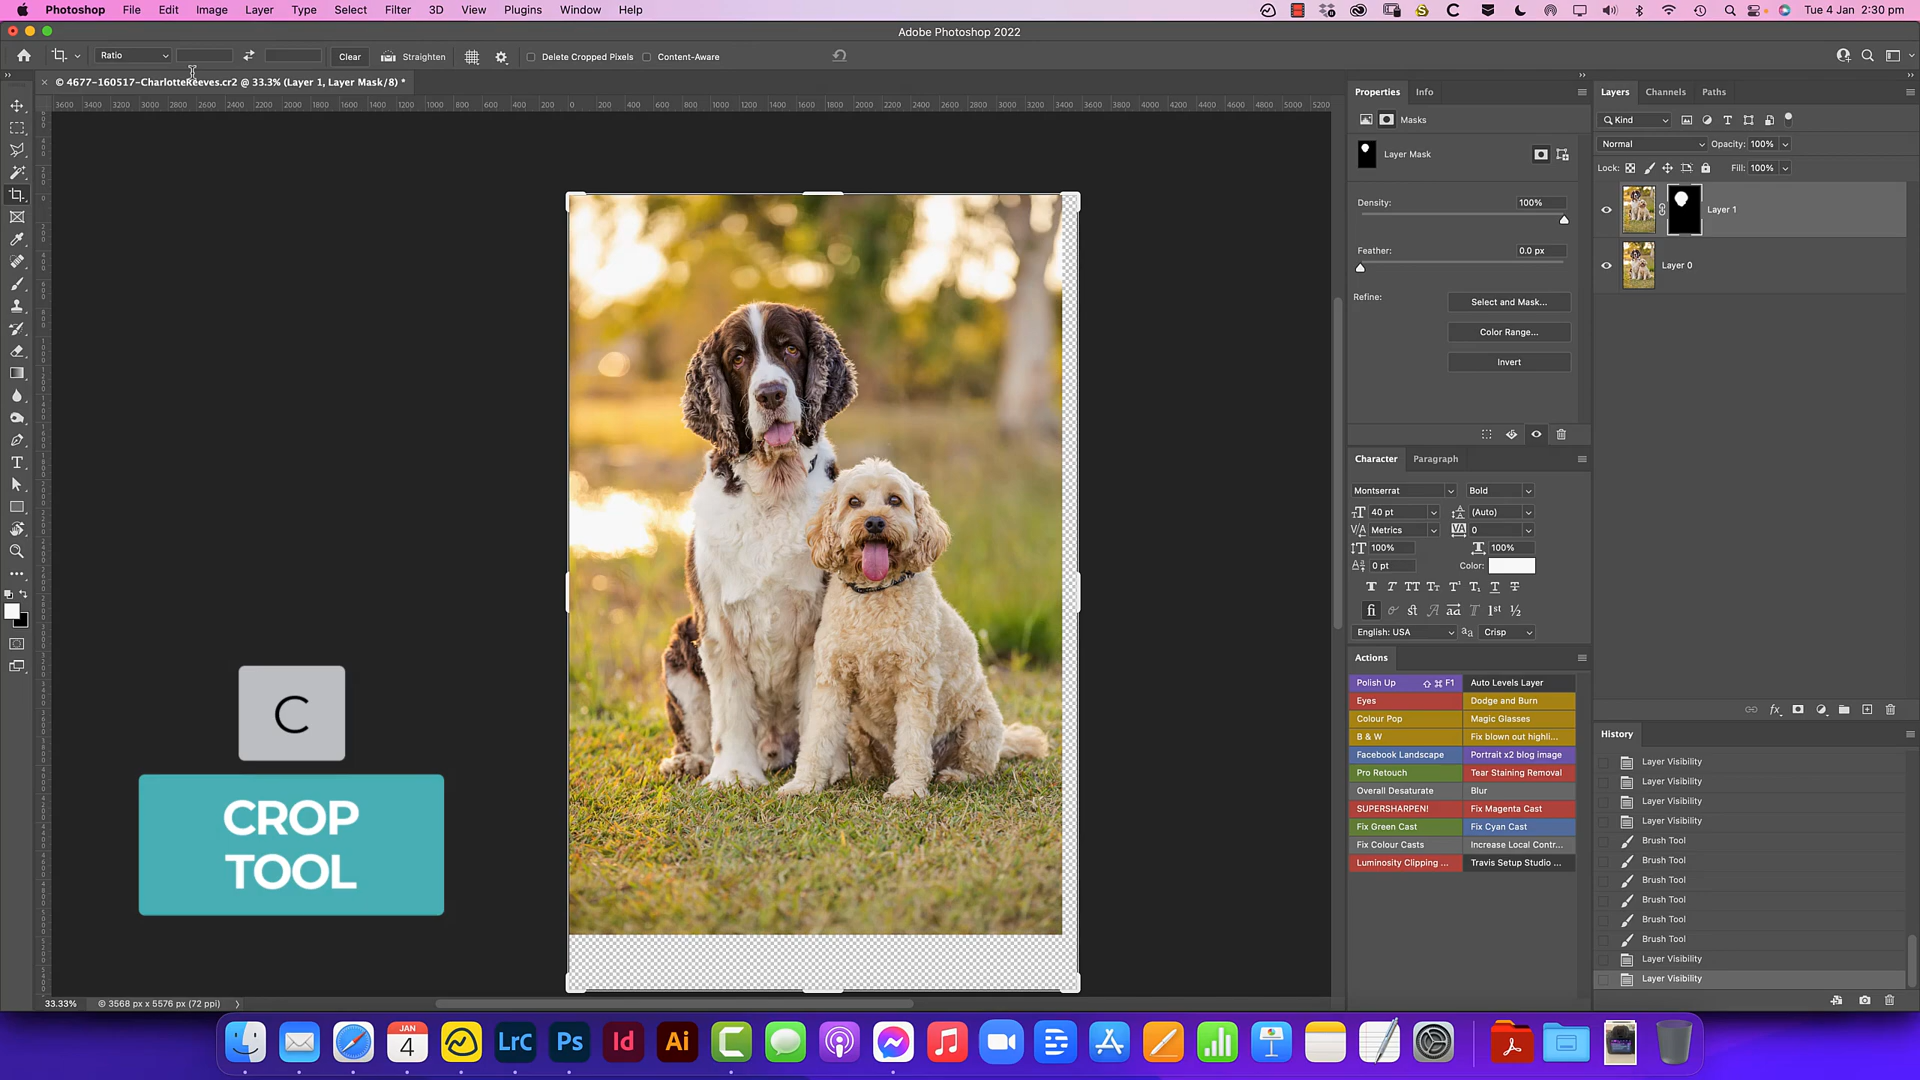 Photoshop File Edit Image Layer Type Select Filter 3D View Plugins Window Help Tue 4 Jan 2:30 pm
Adobe Photoshop 2022
Ratio Clear Straighten Delete Cropped Pixels Content-Aware
© 4677-160517-CharlotteReeves.cr2 @ 33.3% (Layer 1, Layer Mask/8) *
Properties Info
Masks
Layer Mask
Density: 100%
Feather: 0.0 px
Refine:
Select and Mask...
Color Range...
Invert
Character Paragraph
Montserrat Bold
40 pt (Auto)
Metrics 0
100% 100%
0 pt Color:
English: USA Crisp
Actions
Polish Up ⇧ ⌘ F1 Auto Levels Layer
Eyes Dodge and Burn
Colour Pop Magic Glasses
B & W Fix blown out highli...
Facebook Landscape Portrait x2 blog image
Pro Retouch Tear Staining Removal
Overall Desaturate Blur
SUPERSHARPEN! Fix Magenta Cast
Fix Green Cast Fix Cyan Cast
Fix Colour Casts Increase Local Contr...
Luminosity Clipping ... Travis Setup Studio ...
Layers Channels Paths
Kind
Normal Opacity: 100%
Lock: Fill: 100%
Layer 1
Layer 0
History
Layer Visibility
Layer Visibility
Layer Visibility
Layer Visibility
Brush Tool
Brush Tool
Brush Tool
Brush Tool
Brush Tool
Brush Tool
Layer Visibility
Layer Visibility
C
CROP
TOOL
33.33% 3568 px x 5576 px (72 ppi)
JAN
4
LrC Ps Id Ai